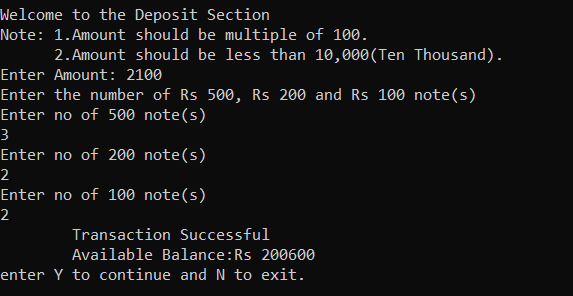 Welcome to the Deposit Section
Note: 1.Amount should be multiple of 100.
      2.Amount should be less than 10,000(Ten Thousand).
Enter Amount: 2100
Enter the number of Rs 500, Rs 200 and Rs 100 note(s)
Enter no of 500 note(s)
3
Enter no of 200 note(s)
2
Enter no of 100 note(s)
2
        Transaction Successful
        Available Balance:Rs 200600
enter Y to continue and N to exit.